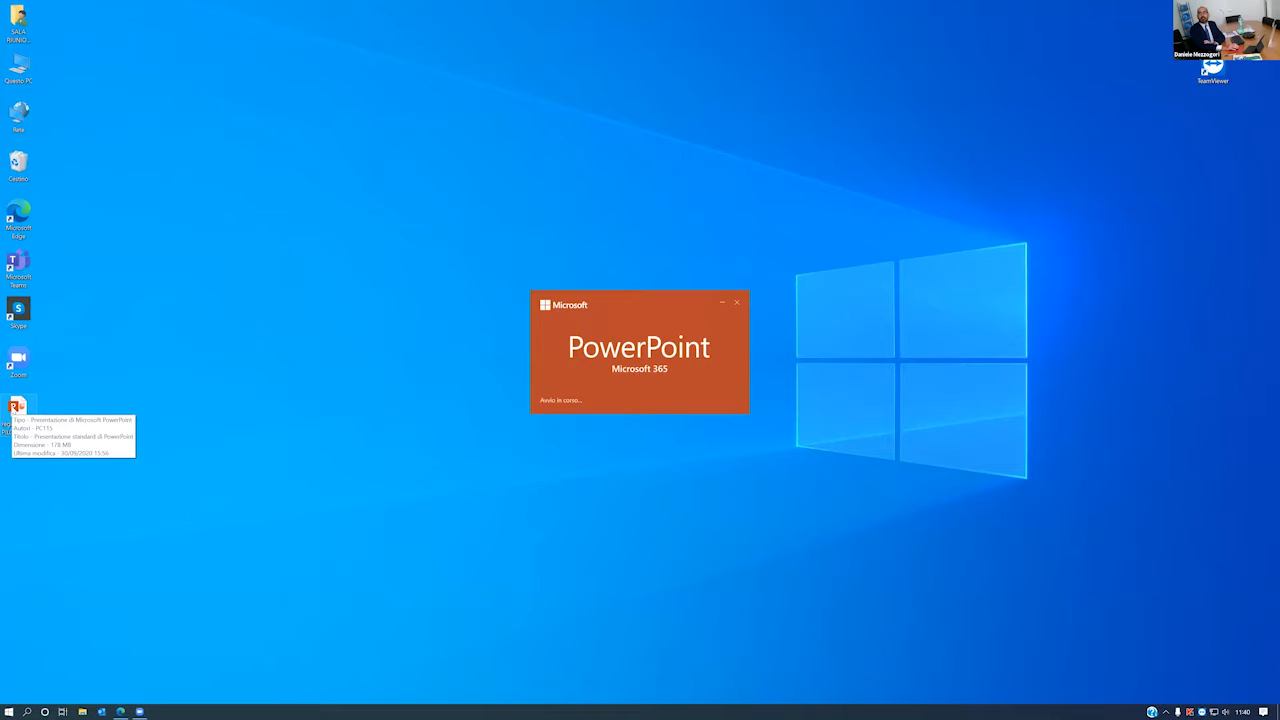 SALA
RIUNIO...
Questo PC
Rete
Cestino
Microsoft
Edge
Microsoft
Teams
Skype
Zoom
Tipo - Presentazione di Microsoft PowerPoint
Autori - PC115
Titolo - Presentazione standard di PowerPoint
Dimensione - 178 MB
Ultima modifica - 30/09/2020 15:56
Microsoft
PowerPoint
Microsoft 365
Avvio in corso...
Daniele Mezzogori
TeamViewer
11:40